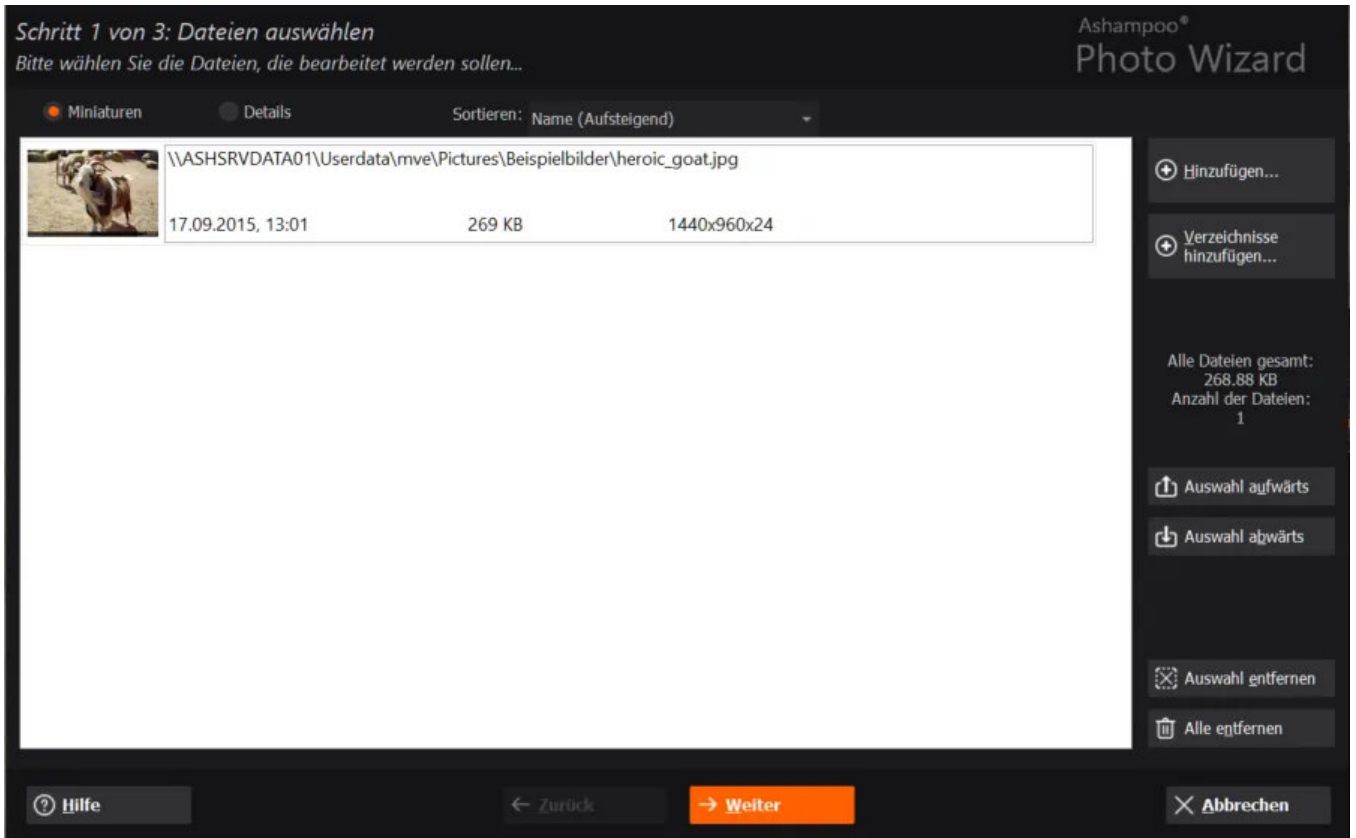 Schritt 1 von 3: Dateien auswählen
Bitte wählen Sie die Dateien, die bearbeitet werden sollen...
Ashampoo®
Photo Wizard
Miniaturen
Details
Sortieren:
Name (Aufsteigend)
\\ASHSRVDATA01\Userdata\mve\Pictures\Beispielbilder\heroic_goat.jpg
17.09.2015, 13:01
269 KB
1440x960x24
Hinzufügen...
Verzeichnisse
hinzufügen...
Alle Dateien gesamt:
268.88 KB
Anzahl der Dateien:
1
Auswahl aufwärts
Auswahl abwärts
Auswahl entfernen
Alle entfernen
Hilfe
Zurück
Weiter
Abbrechen